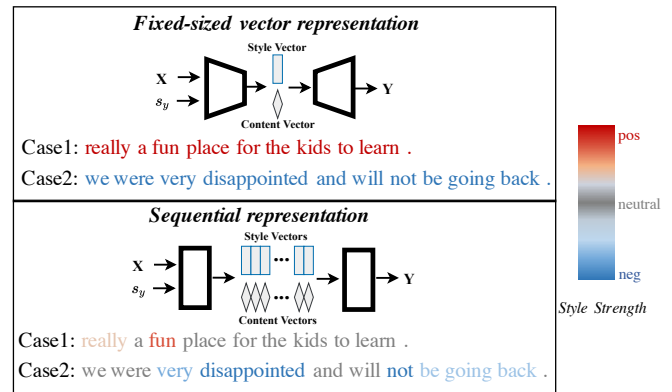 Fixed-sized vector representation
Style Vector
X
s_y
Y
Content Vector
Case1: really a fun place for the kids to learn .
Case2: we were very disappointed and will not be going back .
Sequential representation
Style Vectors
X
...
s_y
...
Y
Content Vectors
Case1: really a fun place for the kids to learn .
Case2: we were very disappointed and will not be going back .
pos
neutral
neg
Style Strength